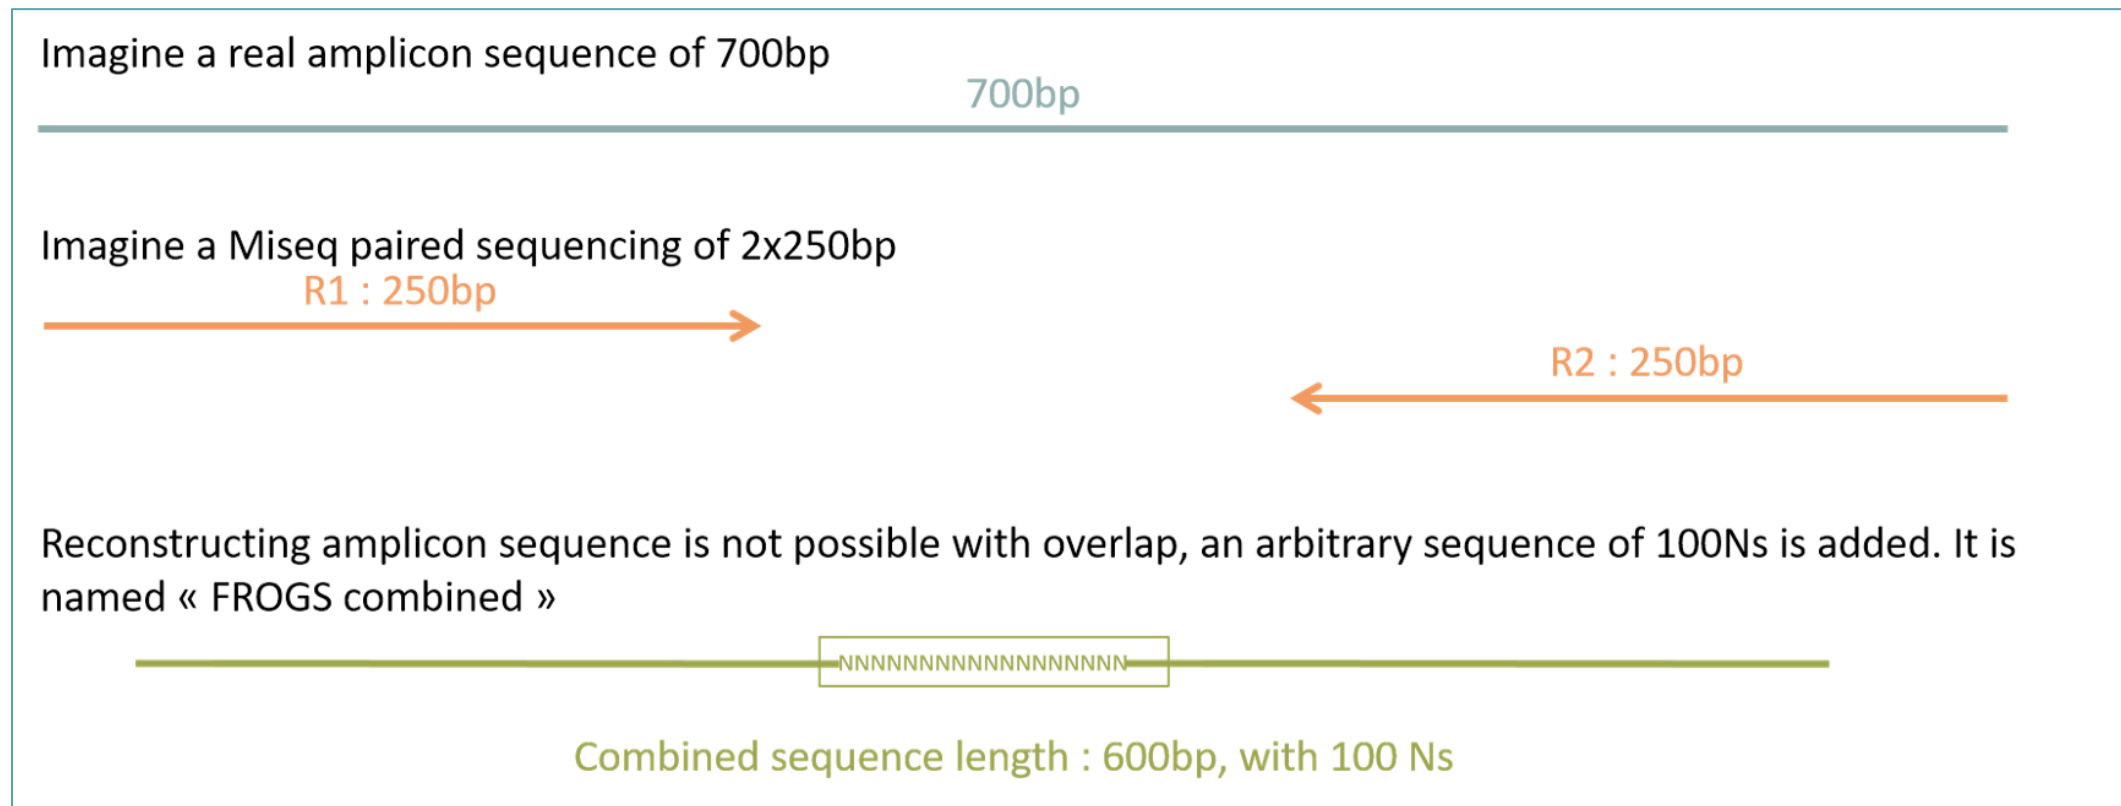 Imagine a real amplicon sequence of 700bp
700bp
Imagine a Miseq paired sequencing of 2x250bp
R1 : 250bp
R2 : 250bp
Reconstructing amplicon sequence is not possible with overlap, an arbitrary sequence of 100Ns is added. It is
named « FROGS combined »
NNNNNNNNNNNNNNNNNN
Combined sequence length : 600bp, with 100 Ns